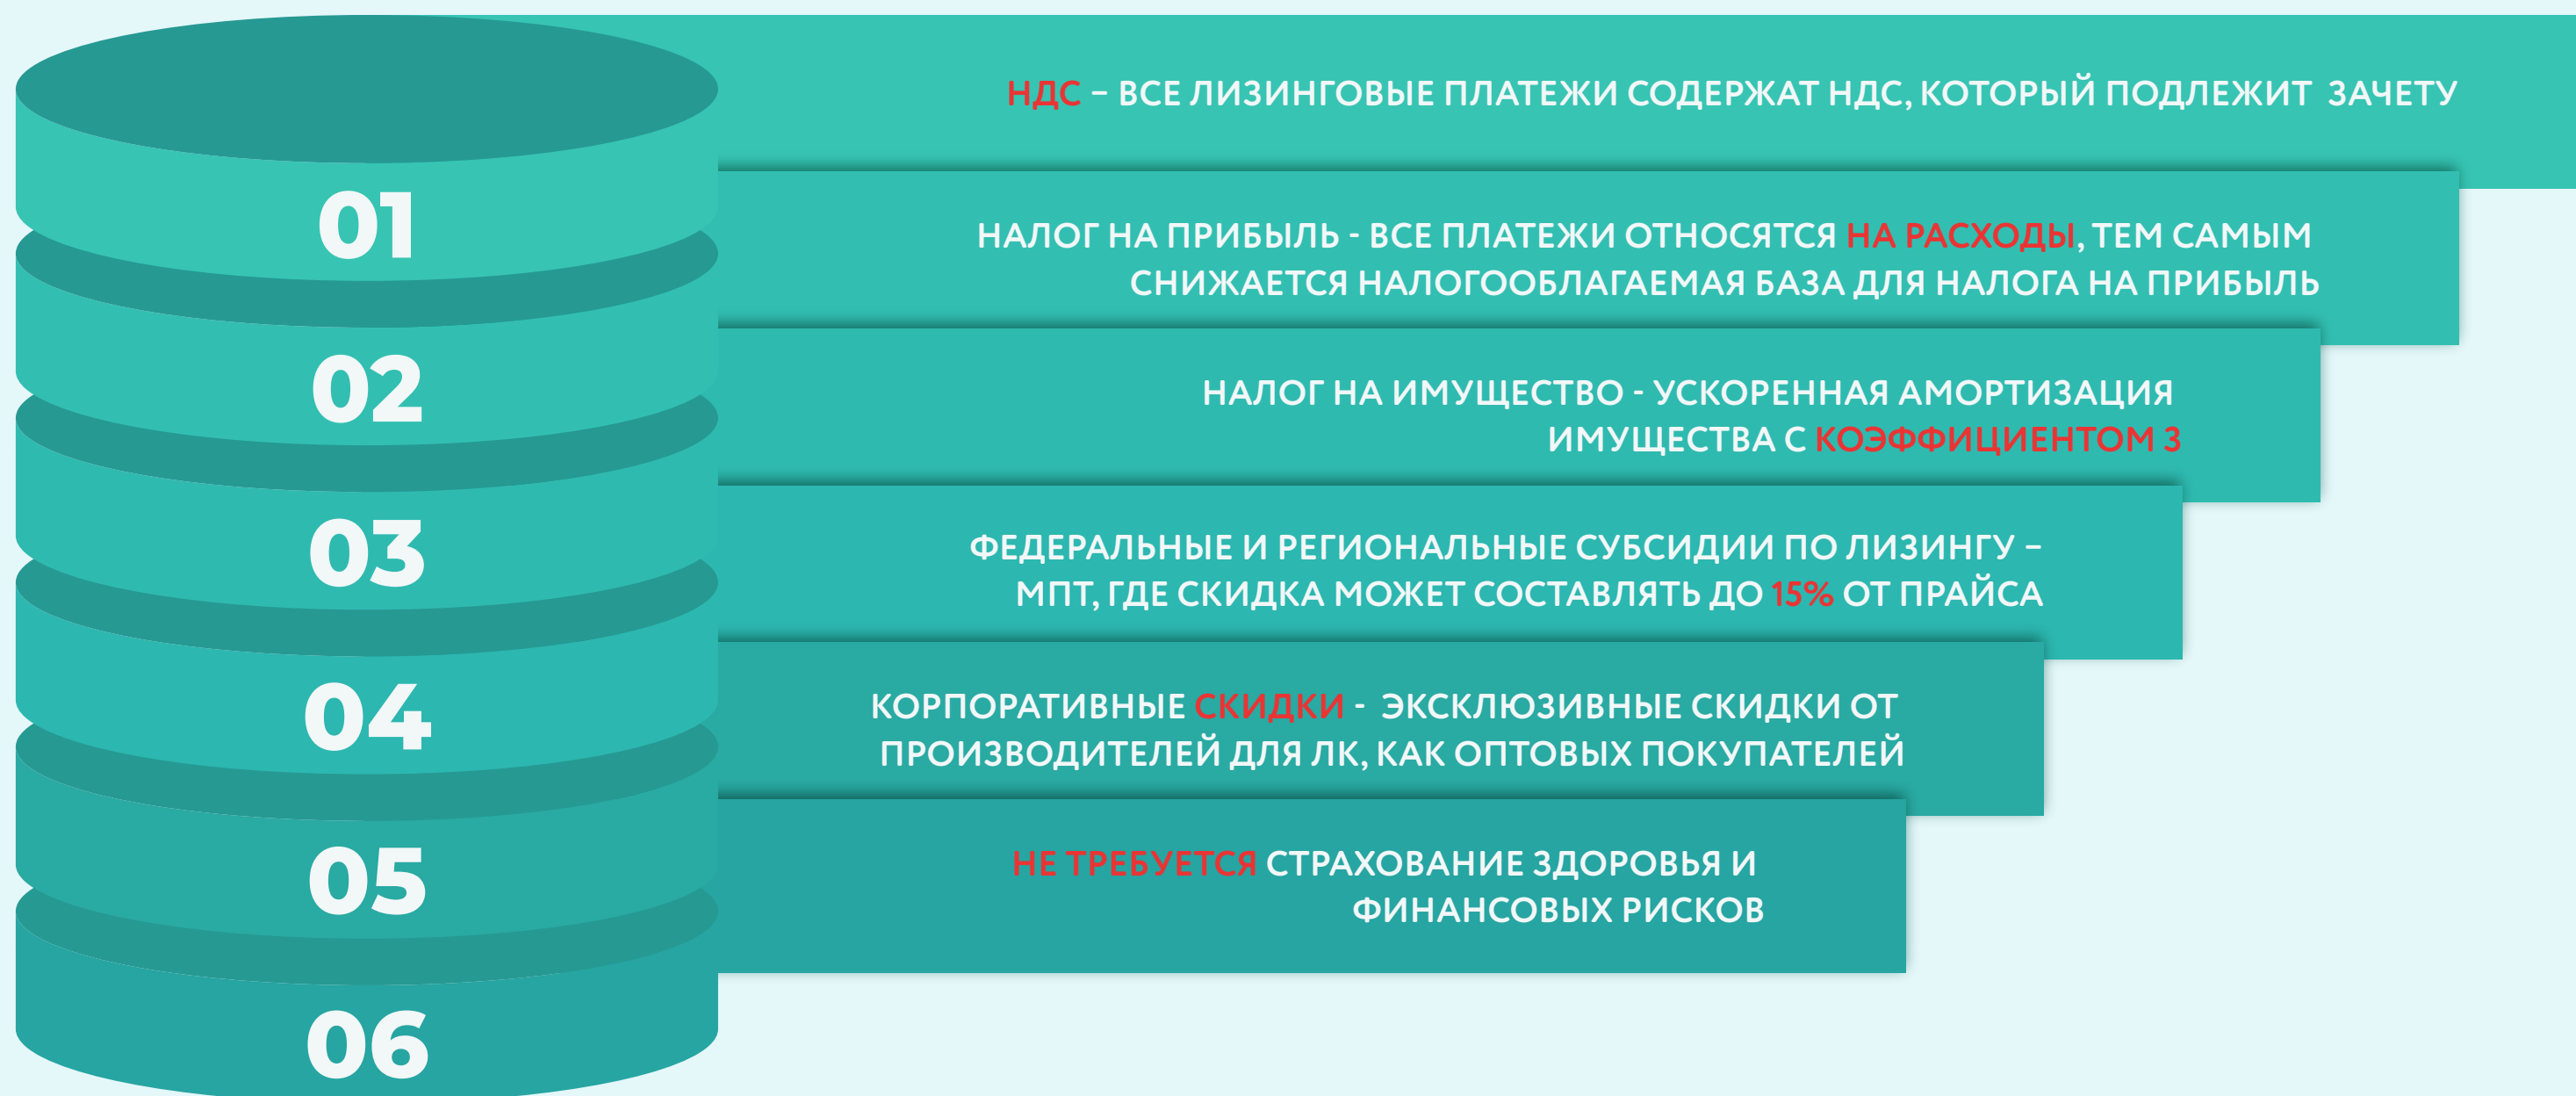 НДС – ВСЕ ЛИЗИНГОВЫЕ ПЛАТЕЖИ СОДЕРЖАТ НДС, КОТОРЫЙ ПОДЛЕЖИТ ЗАЧЕТУ
01
НАЛОГ НА ПРИБЫЛЬ - ВСЕ ПЛАТЕЖИ ОТНОСЯТСЯ НА РАСХОДЫ, ТЕМ САМЫМ
СНИЖАЕТСЯ НАЛОГООБЛАГАЕМАЯ БАЗА ДЛЯ НАЛОГА НА ПРИБЫЛЬ
02
НАЛОГ НА ИМУЩЕСТВО - УСКОРЕННАЯ АМОРТИЗАЦИЯ
ИМУЩЕСТВА С КОЭФФИЦИЕНТОМ 3
03
ФЕДЕРАЛЬНЫЕ И РЕГИОНАЛЬНЫЕ СУБСИДИИ ПО ЛИЗИНГУ –
МПТ, ГДЕ СКИДКА МОЖЕТ СОСТАВЛЯТЬ ДО 15% ОТ ПРАЙСА
04
КОРПОРАТИВНЫЕ СКИДКИ - ЭКСКЛЮЗИВНЫЕ СКИДКИ ОТ
ПРОИЗВОДИТЕЛЕЙ ДЛЯ ЛК, КАК ОПТОВЫХ ПОКУПАТЕЛЕЙ
05
НЕ ТРЕБУЕТСЯ СТРАХОВАНИЕ ЗДОРОВЬЯ И
ФИНАНСОВЫХ РИСКОВ
06